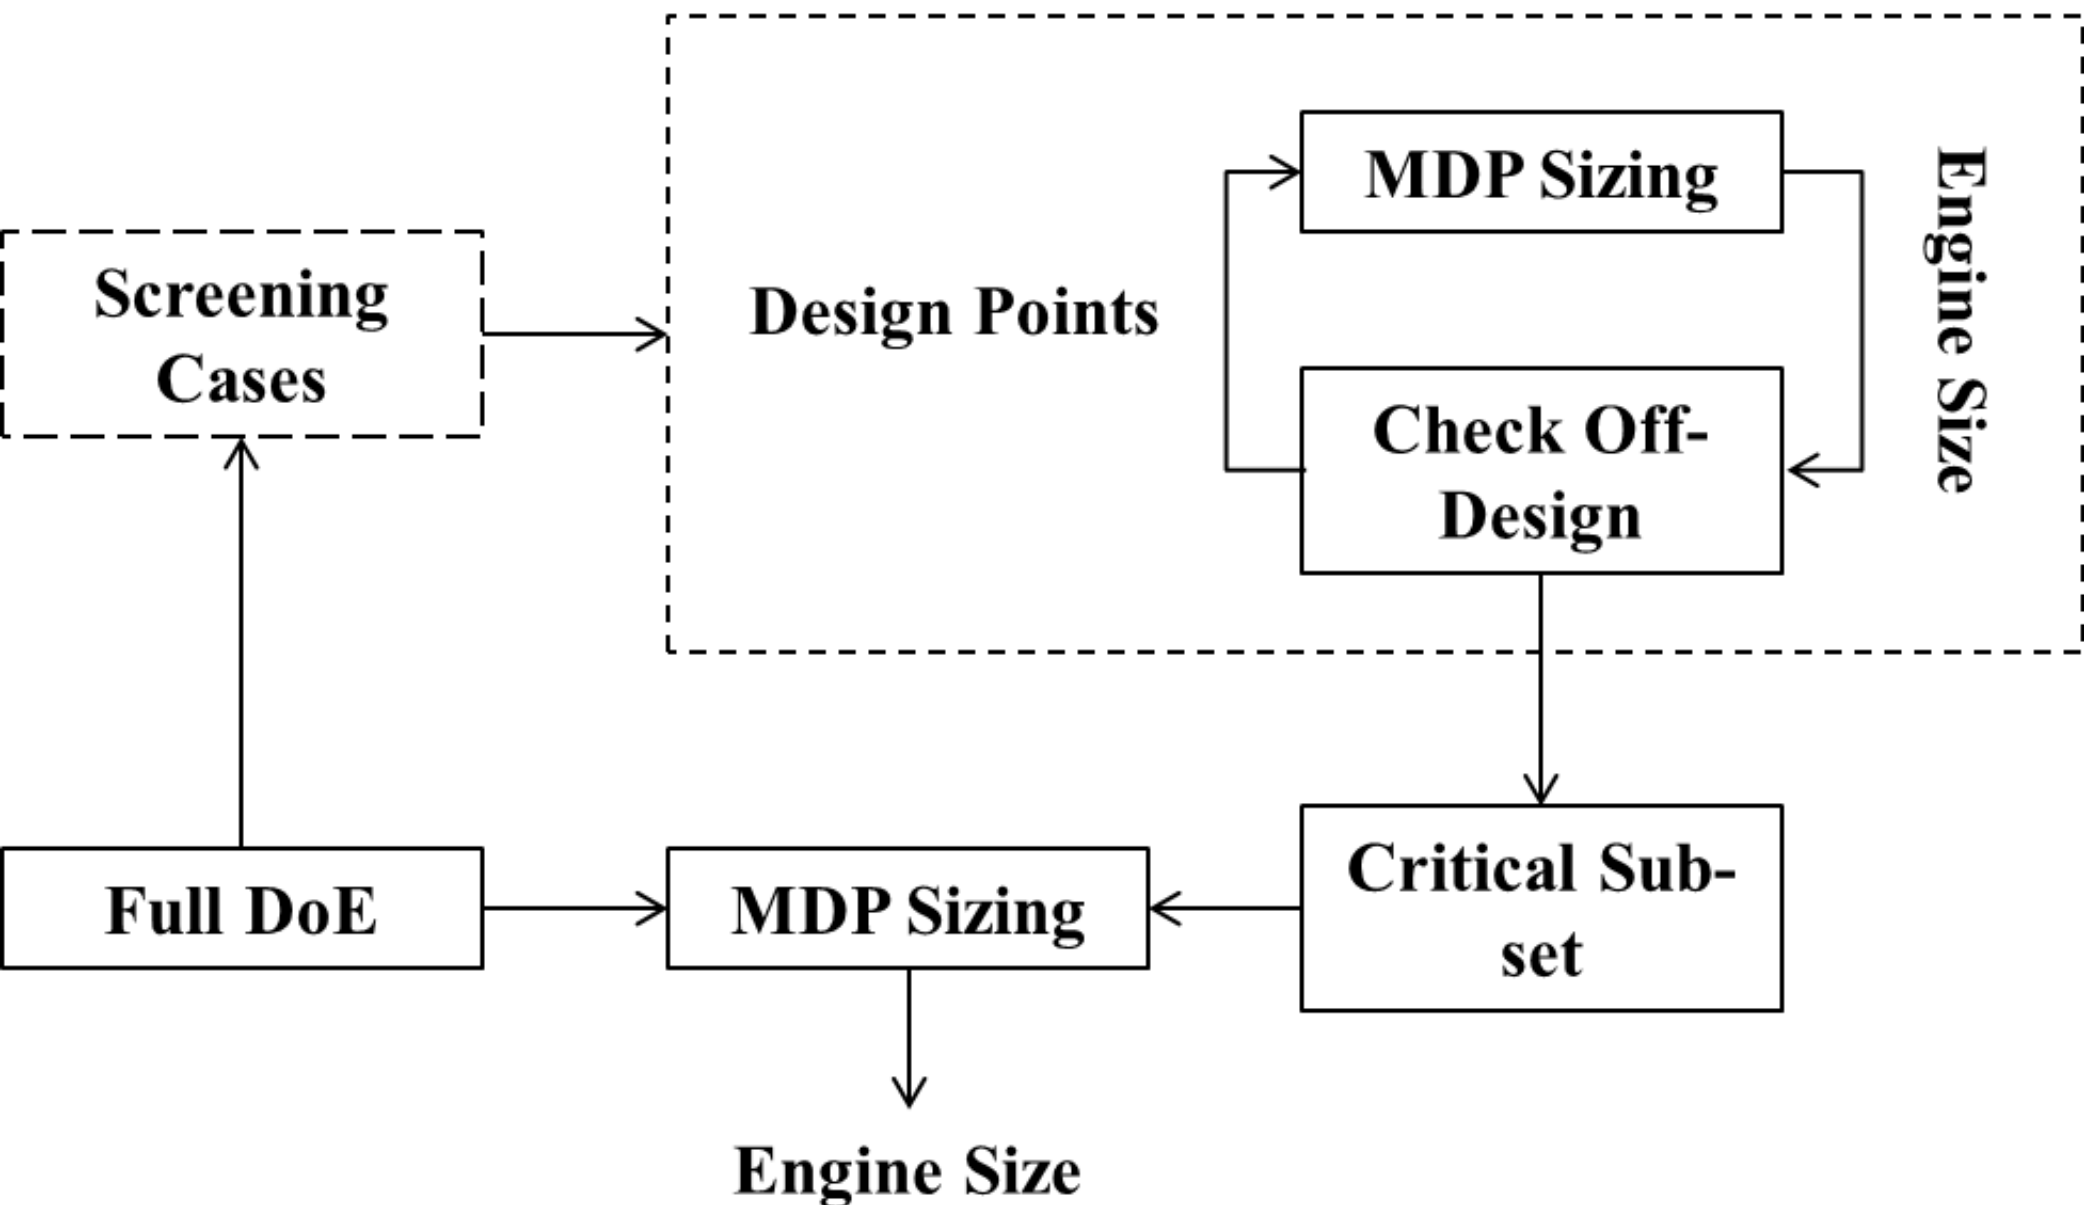 MDP Sizing
Engine Size
Screening
Cases
Design Points
Check Off-
Design
Critical Sub-
set
Full DoE
MDP Sizing
Engine Size